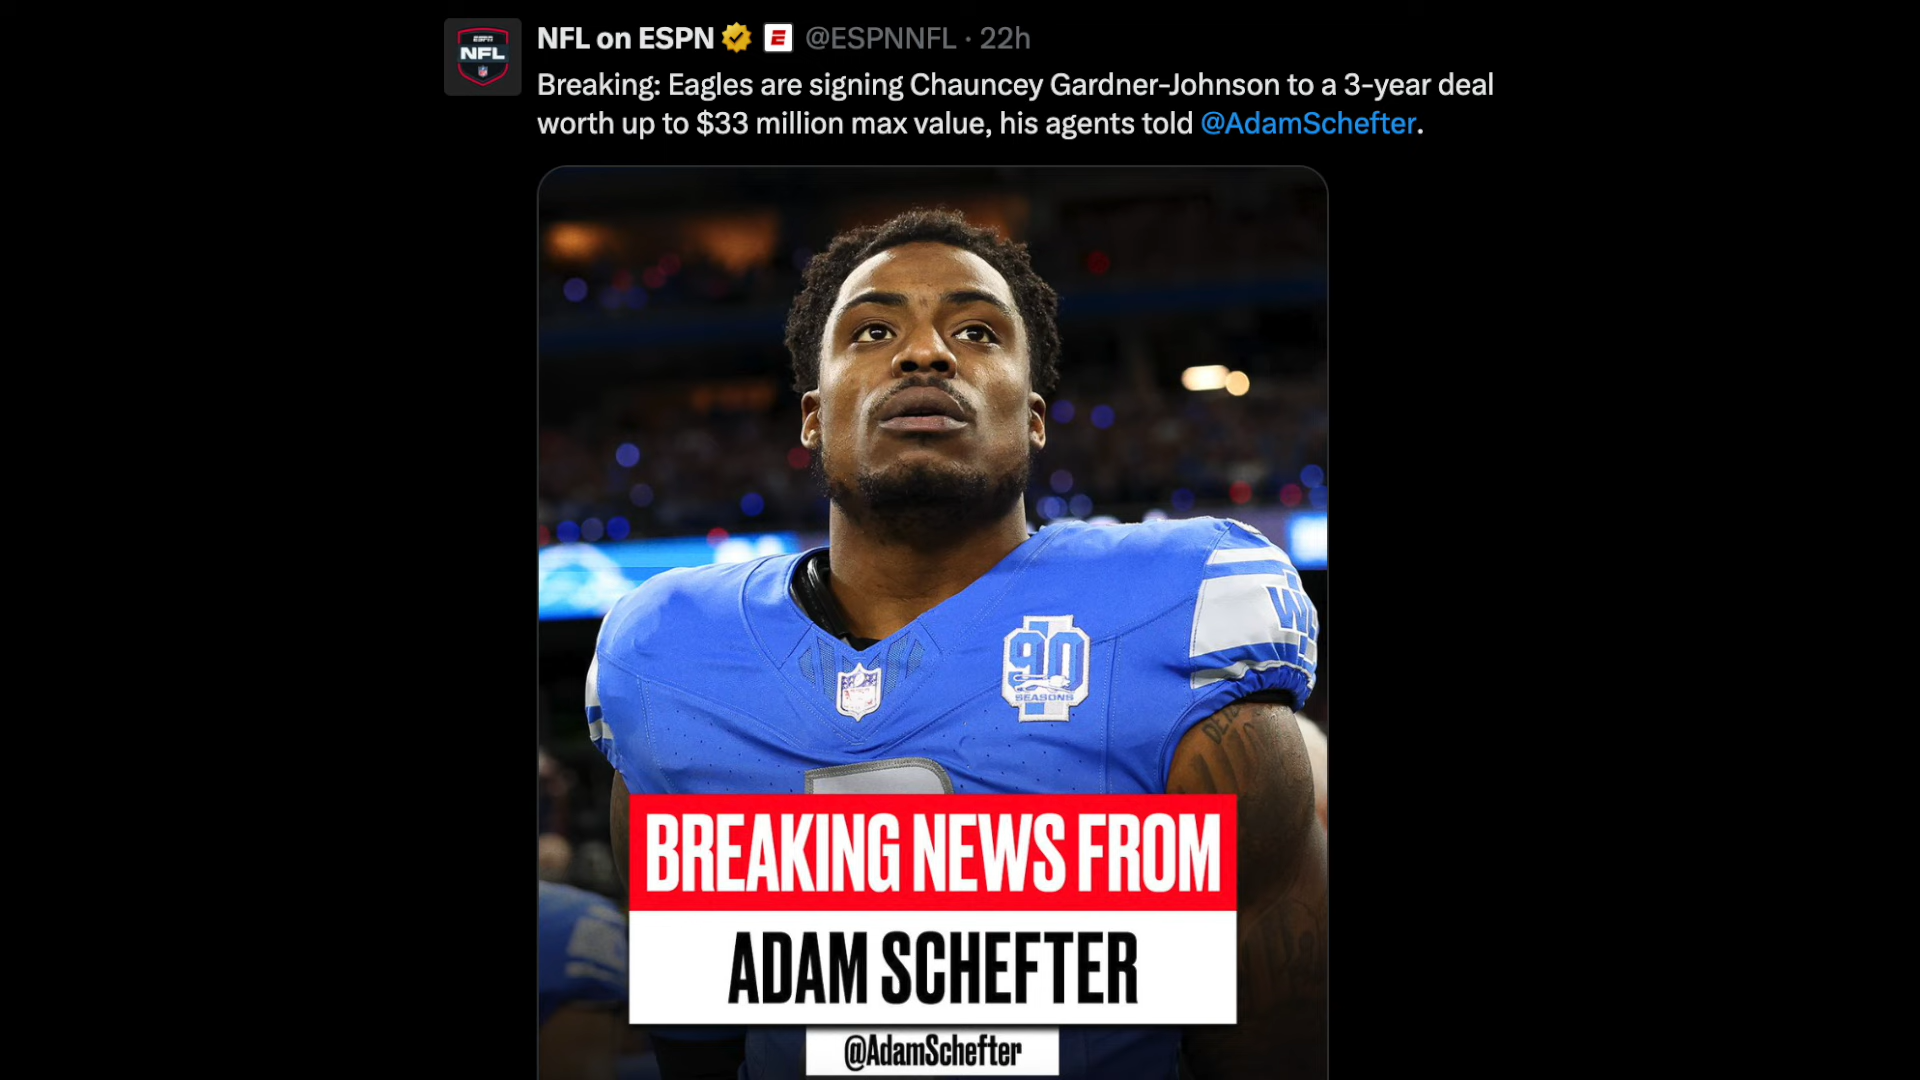 NFL on ESPN @ESPNNFL · 22h
Breaking: Eagles are signing Chauncey Gardner-Johnson to a 3-year deal
worth up to $33 million max value, his agents told @AdamSchefter.
ESPN
NFL
90
SEASONS
BREAKING NEWS FROM
ADAM SCHEFTER
@AdamSchefter